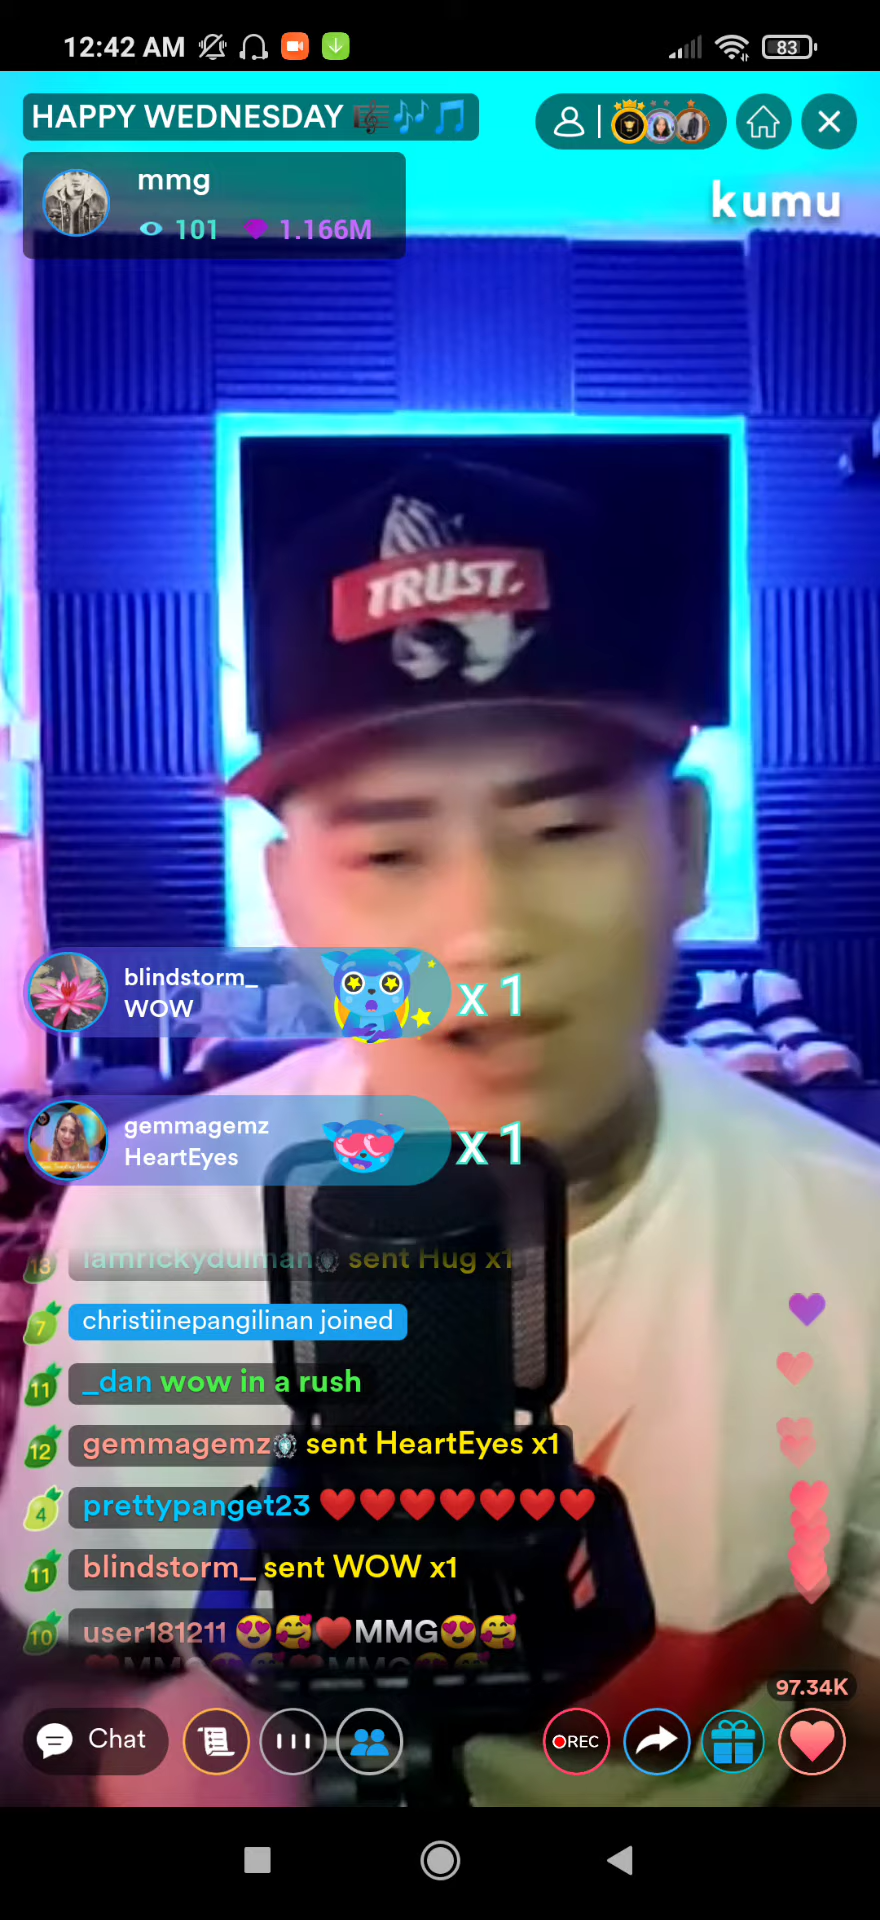 12:42 AM
83
HAPPY WEDNESDAY 🎼🎶🎵
mmg
101 1.166M
kumu
TRUST.
blindstorm_
WOW
x 1
gemmagemz
HeartEyes
x 1
13 iamrickydulman sent Hug x1
7 christiinepangilinan joined
11 _dan wow in a rush
12 gemmagemz sent HeartEyes x1
4 prettypanget23 ❤️❤️❤️❤️❤️❤️❤️
11 blindstorm_ sent WOW x1
10 user181211 😍🥰❤️MMG😍🥰
❤️MMG😍🥰❤️MMG😍🥰
97.34K
Chat
REC